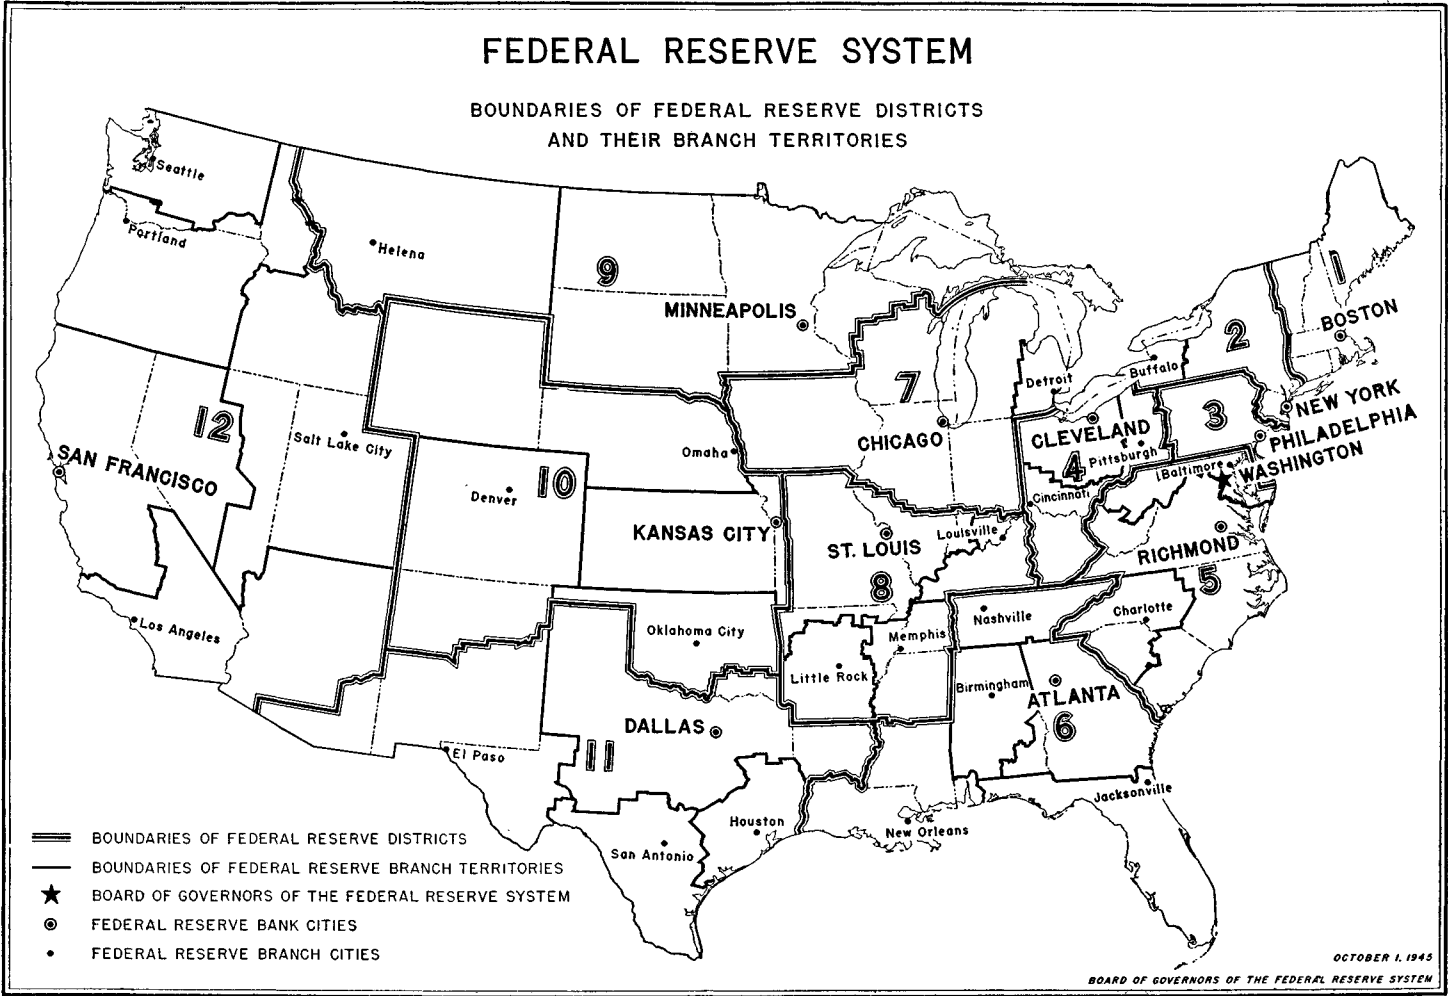 FEDERAL RESERVE SYSTEM
BOUNDARIES OF FEDERAL RESERVE DISTRICTS
AND THEIR BRANCH TERRITORIES
Seattle
Portland
Helena
9
MINNEAPOLIS
1
BOSTON
2
Buffalo
NEW YORK
3
PHILADELPHIA
WASHINGTON
7
Detroit
CHICAGO
CLEVELAND
4
Pittsburgh
Baltimore
Cincinnati
12
SAN FRANCISCO
Salt Lake City
Omaha
Denver
10
KANSAS CITY
ST. LOUIS
8
Louisville
RICHMOND
5
Charlotte
Los Angeles
Oklahoma City
Memphis
Nashville
Little Rock
Birmingham
ATLANTA
6
DALLAS
11
El Paso
Jacksonville
Houston
New Orleans
San Antonio
BOUNDARIES OF FEDERAL RESERVE DISTRICTS
BOUNDARIES OF FEDERAL RESERVE BRANCH TERRITORIES
BOARD OF GOVERNORS OF THE FEDERAL RESERVE SYSTEM
FEDERAL RESERVE BANK CITIES
FEDERAL RESERVE BRANCH CITIES
OCTOBER 1, 1945
BOARD OF GOVERNORS OF THE FEDERAL RESERVE SYSTEM